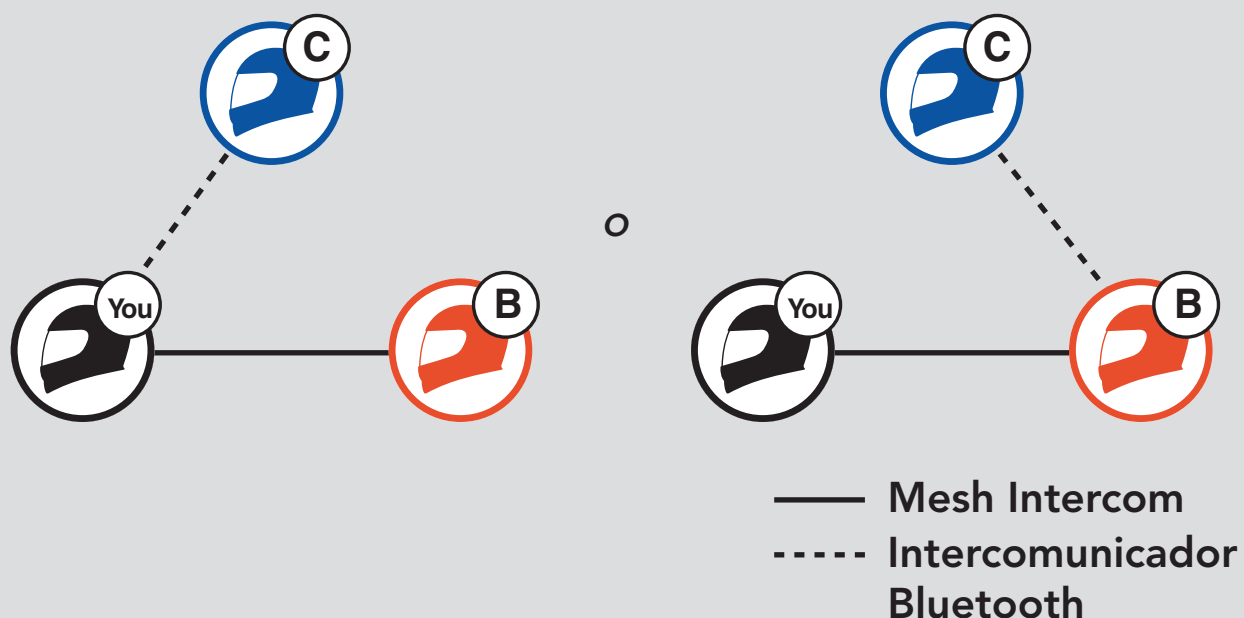 C
C
o
You
B
You
B
Mesh Intercom
Intercomunicador
Bluetooth